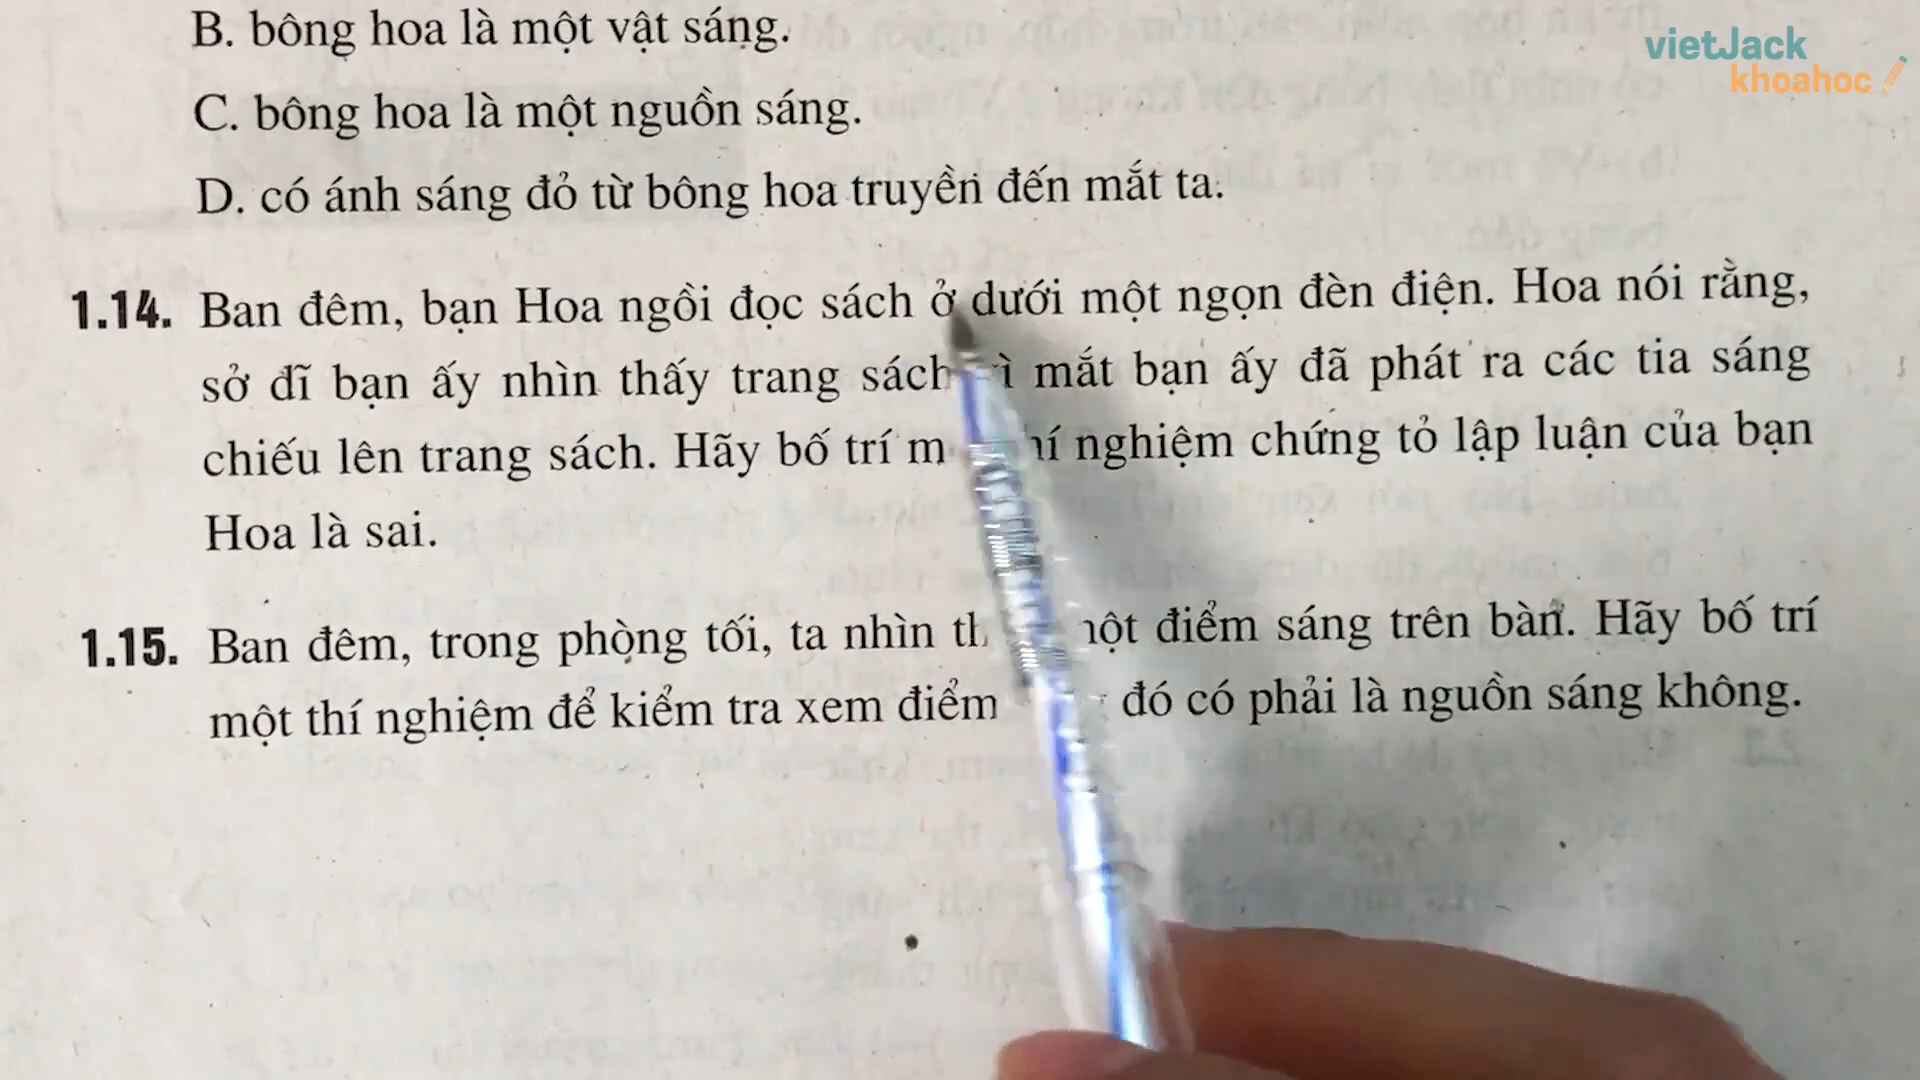 vietJack
khoahoc
B. bông hoa là một vật sáng.
C. bông hoa là một nguồn sáng.
D. có ánh sáng đỏ từ bông hoa truyền đến mắt ta.
1.14. Ban đêm, bạn Hoa ngồi đọc sách ở dưới một ngọn đèn điện. Hoa nói rằng,
sở dĩ bạn ấy nhìn thấy trang sách mắt bạn ấy đã phát ra các tia sáng
chiếu lên trang sách. Hãy bố trí nghiệm chứng tỏ lập luận của bạn
Hoa là sai.
1.15. Ban đêm, trong phòng tối, ta nhìn một điểm sáng trên bàn. Hãy bố trí
một thí nghiệm để kiểm tra xem điểm đó có phải là nguồn sáng không.